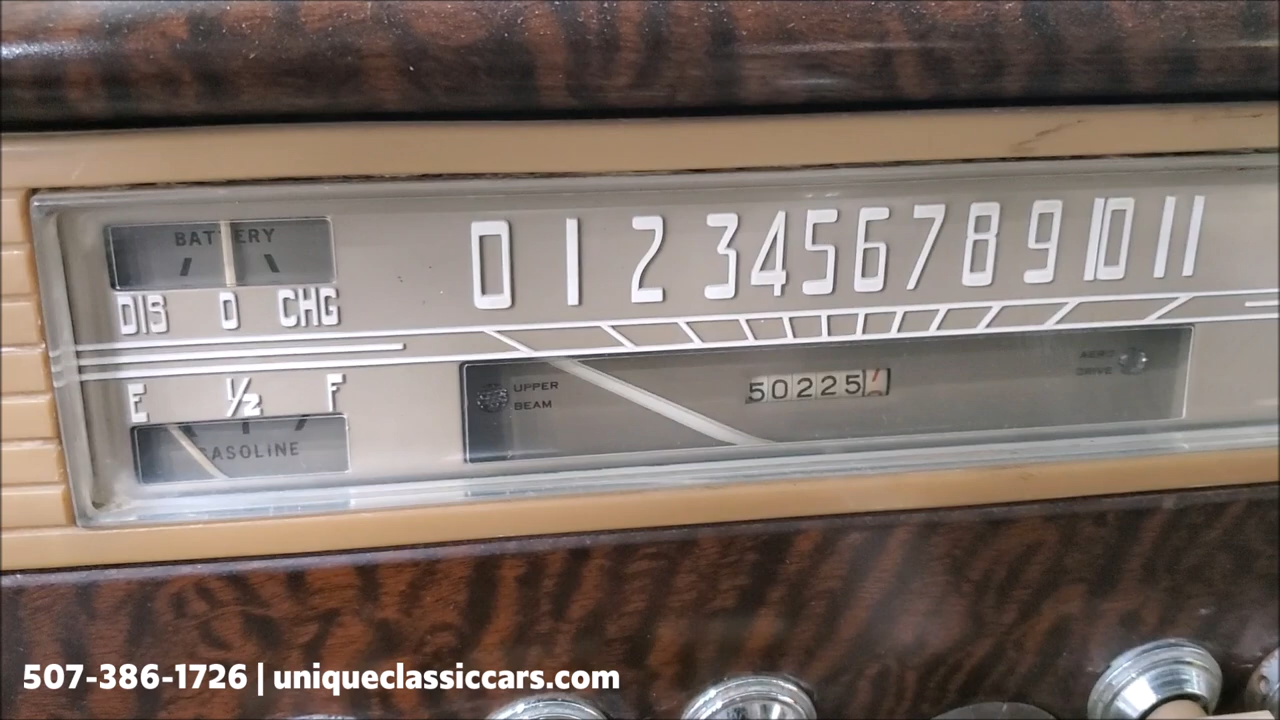 BATTERY
DIS 0 CHG
0 1 2 3 4 5 6 7 8 9 10 11
E 1/2 F
GASOLINE
UPPER
BEAM
50225
AERO
DRIVE
507-386-1726 | uniqueclassiccars.com